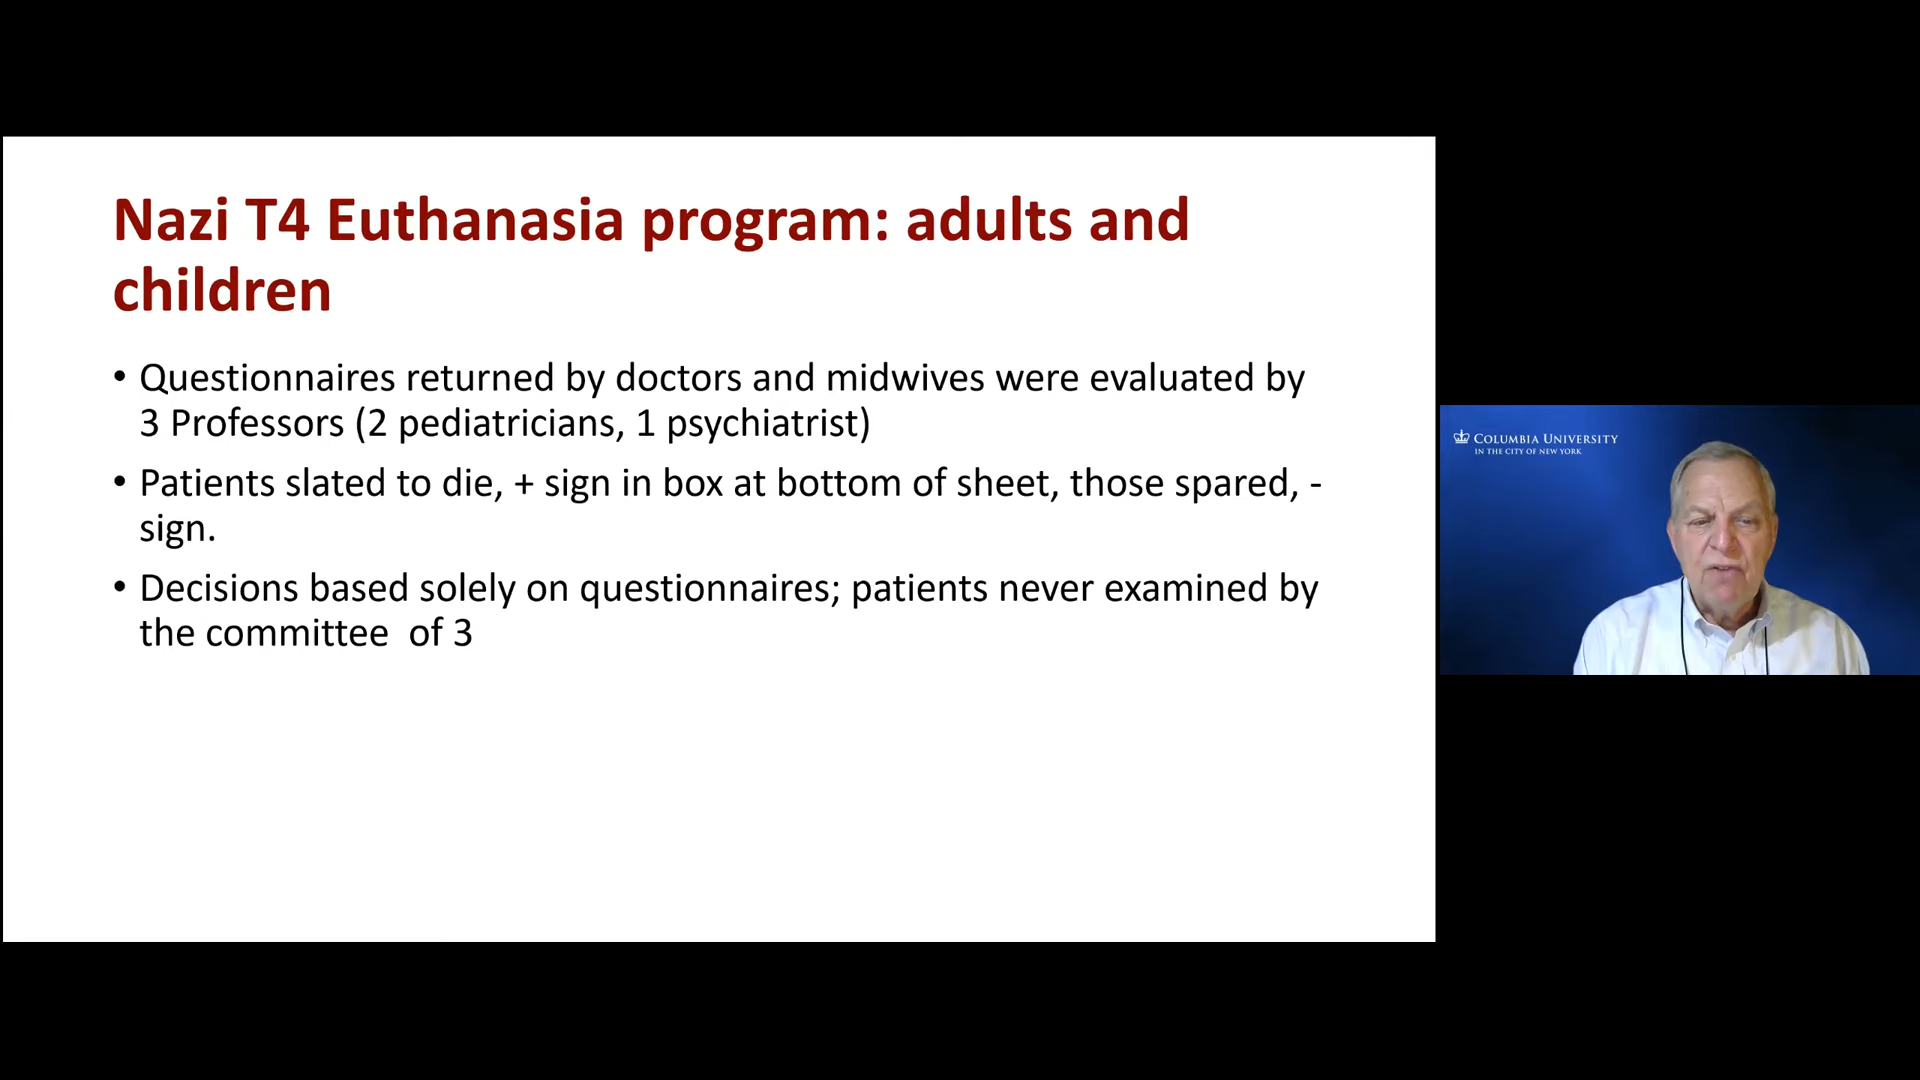 Nazi T4 Euthanasia program: adults and
children
• Questionnaires returned by doctors and midwives were evaluated by
3 Professors (2 pediatricians, 1 psychiatrist)
• Patients slated to die, + sign in box at bottom of sheet, those spared, -
sign.
• Decisions based solely on questionnaires; patients never examined by
the committee  of 3
COLUMBIA UNIVERSITY
IN THE CITY OF NEW YORK